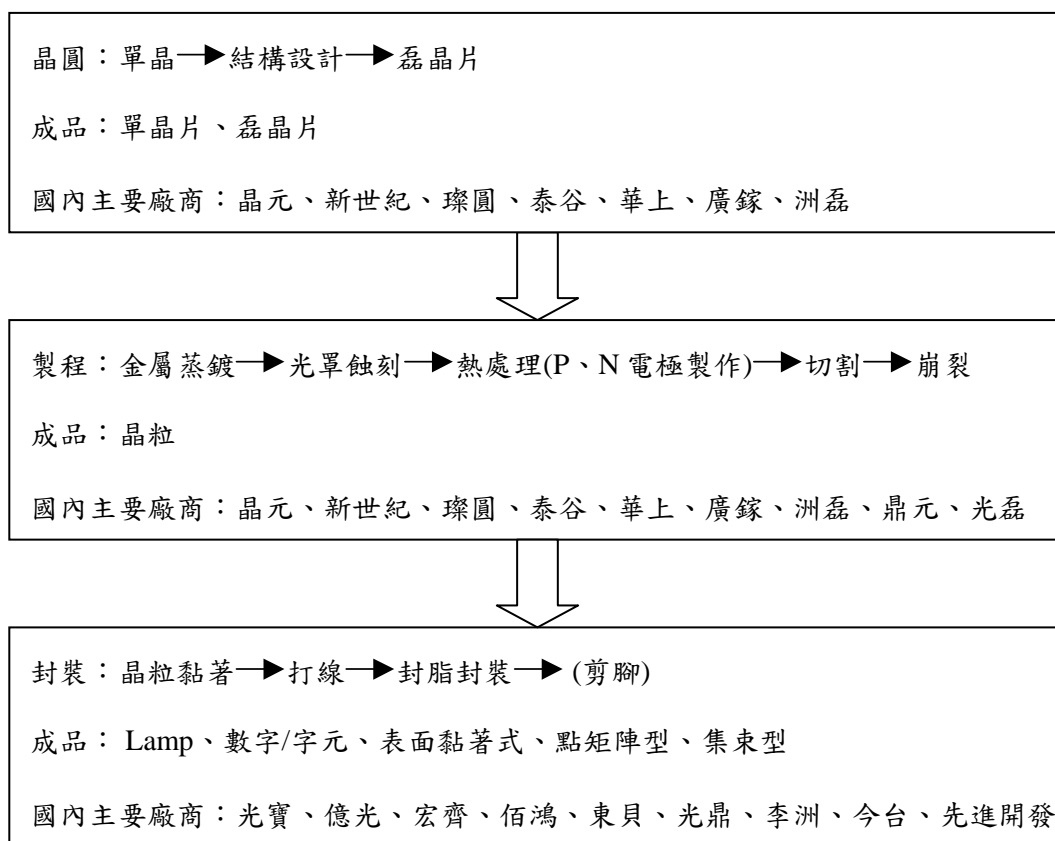 晶圓：單晶→結構設計→磊晶片
成品：單晶片、磊晶片
國內主要廠商：晶元、新世紀、璨圓、泰谷、華上、廣鎵、洲磊
製程：金屬蒸鍍→光罩蝕刻→熱處理(P、N 電極製作)→切割→崩裂
成品：晶粒
國內主要廠商：晶元、新世紀、璨圓、泰谷、華上、廣鎵、洲磊、鼎元、光磊
封裝：晶粒黏著→打線→封脂封裝→ (剪腳)
成品： Lamp、數字/字元、表面黏著式、點矩陣型、集束型
國內主要廠商：光寶、億光、宏齊、佰鴻、東貝、光鼎、李洲、今台、先進開發